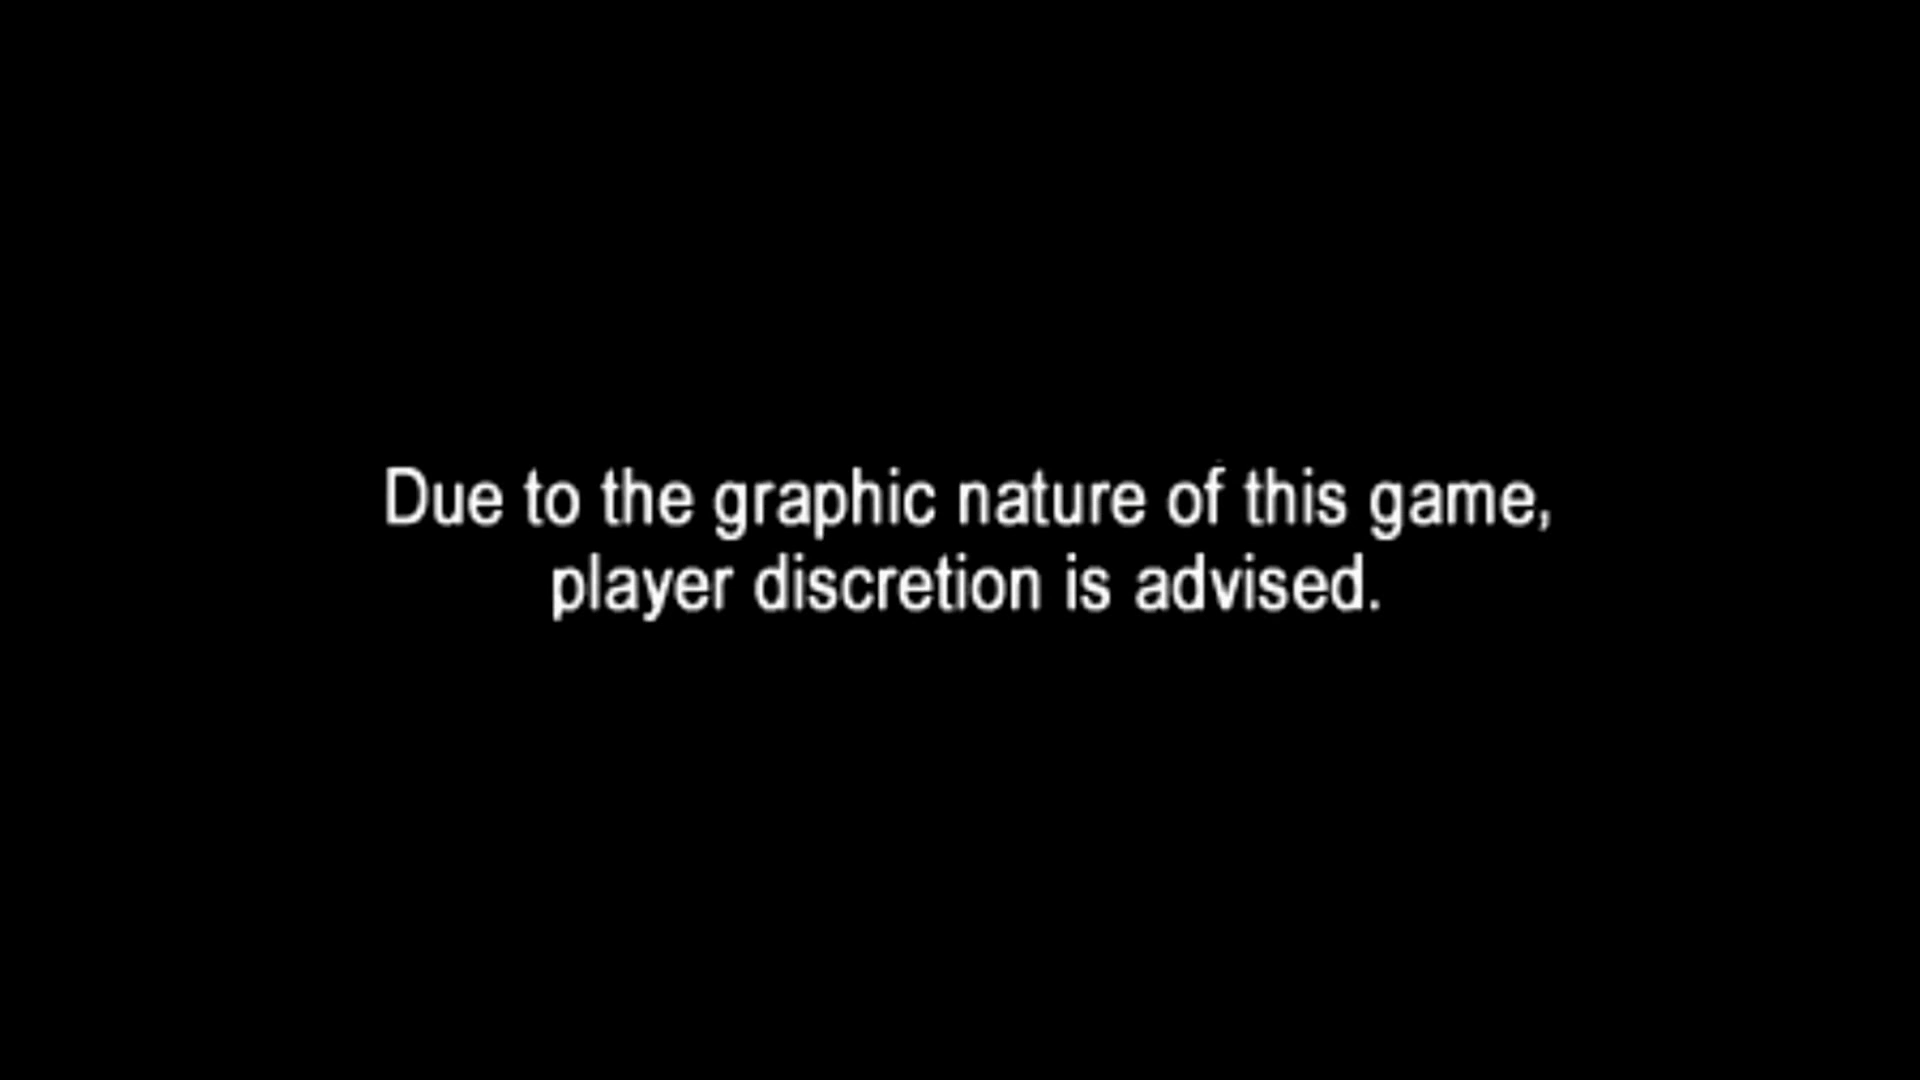 Due to the graphic nature of this game,
player discretion is advised.